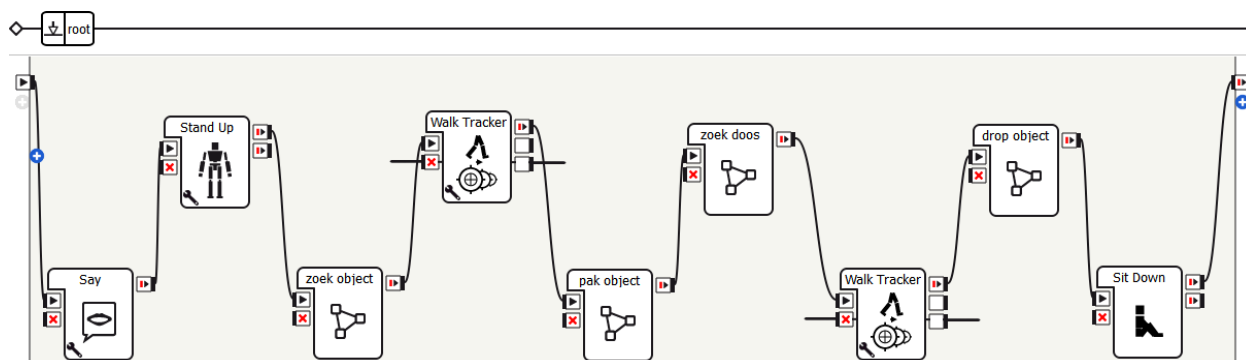 root
Say
Stand Up
zoek object
Walk Tracker
pak object
zoek doos
Walk Tracker
drop object
Sit Down